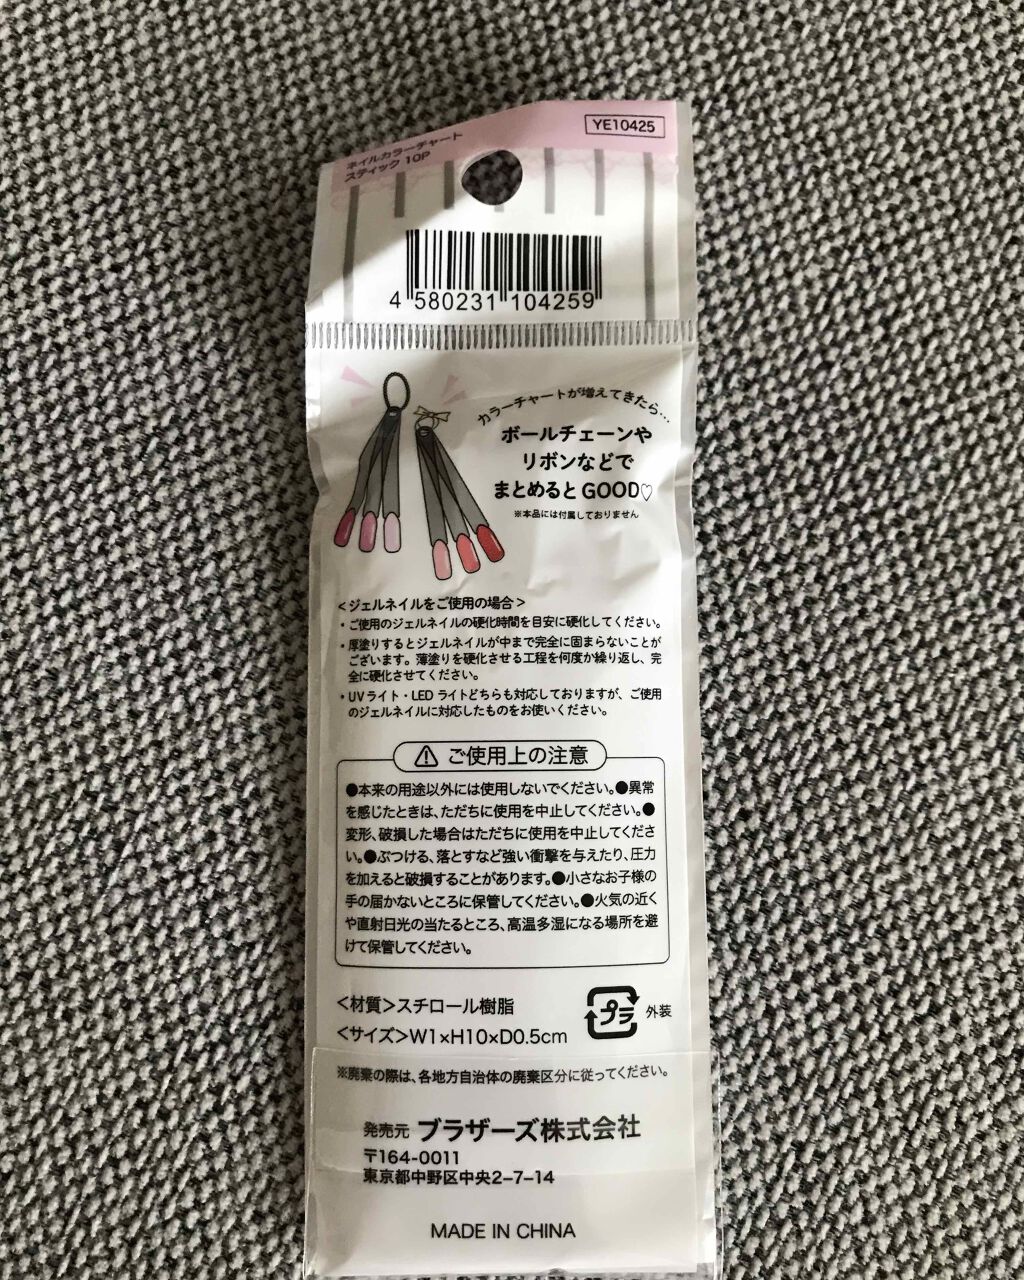 YE10425
ネイルカラーチャート
スティック 10P
4 580231 104259
カラーチャートが増えてきたら…
ボールチェーンや
リボンなどで
まとめるとGOOD♡
※本品には付属しておりません
<ジェルネイルをご使用の場合>
・ご使用のジェルネイルの硬化時間を目安に硬化してください。
・厚塗りするとジェルネイルが中まで完全に固まらないことが
ございます。薄塗りを硬化させる工程を何度か繰り返し、完
全に硬化させてください。
・UVライト・LEDライトどちらも対応しておりますが、ご使用
のジェルネイルに対応したものをお使いください。
⚠ ご使用上の注意
●本来の用途以外には使用しないでください。●異常
を感じたときは、ただちに使用を中止してください。●
変形、破損した場合はただちに使用を中止してくださ
い。●ぶつける、落とすなど強い衝撃を与えたり、圧力
を加えると破損することがあります。●小さなお子様の
手の届かないところに保管してください。●火気の近く
や直射日光の当たるところ、高温多湿になる場所を避
けて保管してください。
<材質>スチロール樹脂
<サイズ>W1×H10×D0.5cm
プラ 外装
※廃棄の際は、各地方自治体の廃棄区分に従ってください。
発売元 ブラザーズ株式会社
〒164-0011
東京都中野区中央2-7-14
MADE IN CHINA